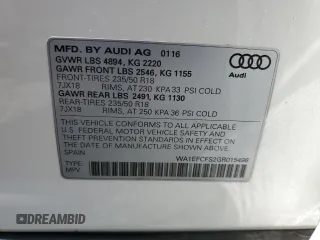 MFD. BY AUDI AG 0116
GVWR LBS 4894, KG 2220
GAWR FRONT LBS 2546, KG 1155
FRONT-TIRES 235/50 R18
7JX18 RIMS, AT 230 KPA 33 PSI COLD
GAWR REAR LBS 2491, KG 1130
REAR-TIRES 235/50 R18
7JX18 RIMS, AT 250 KPA 36 PSI COLD
THIS VEHICLE CONFORMS TO ALL APPLICABLE
U.S. FEDERAL MOTOR VEHICLE SAFETY AND
THEFT PREVENTION STANDARDS IN EFFECT ON
THE DATE OF MANUFACTURE SHOWN ABOVE.
TYPE:
MPV
WA1EFCFS2GR015498
Audi
DREAMBID
DREAMBID.COM